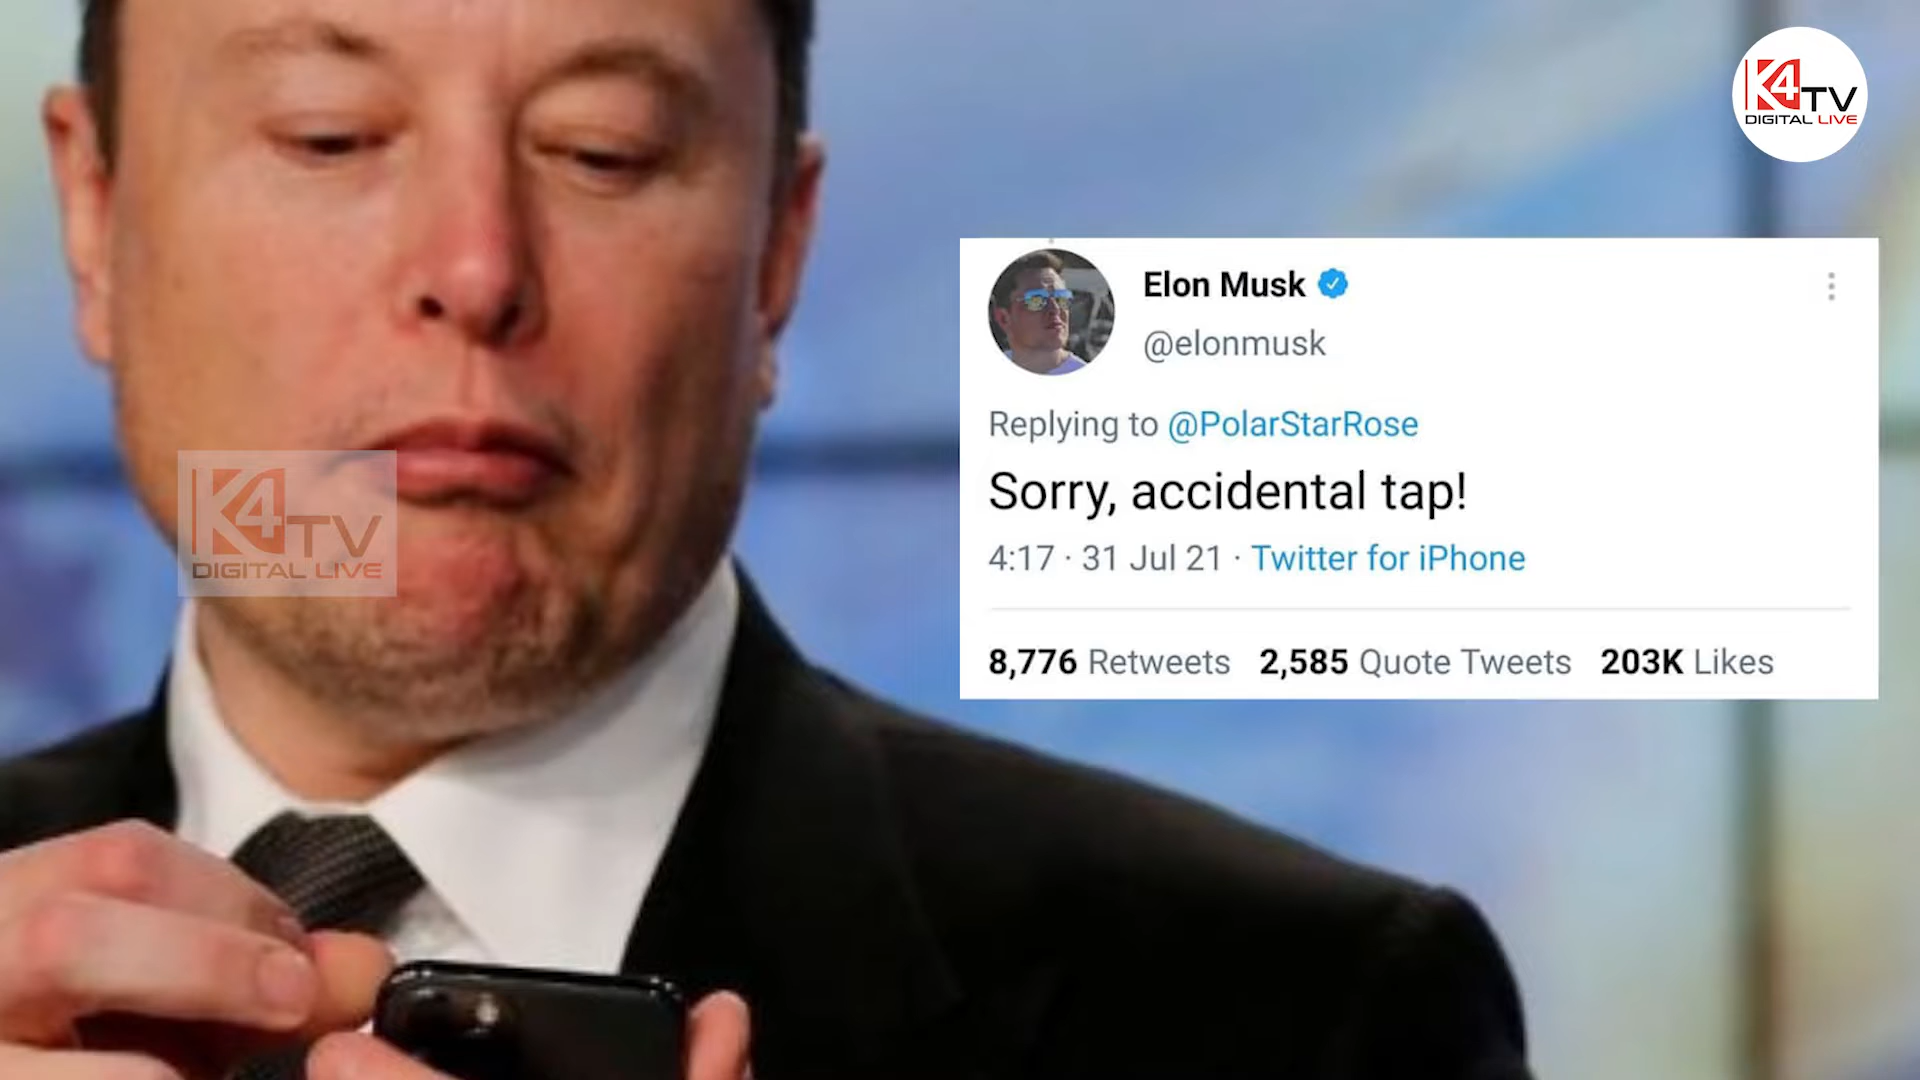 K4TV
DIGITAL LIVE
Elon Musk
@elonmusk
Replying to @PolarStarRose
Sorry, accidental tap!
4:17 · 31 Jul 21 · Twitter for iPhone
8,776 Retweets 2,585 Quote Tweets 203K Likes
K4TV
DIGITAL LIVE